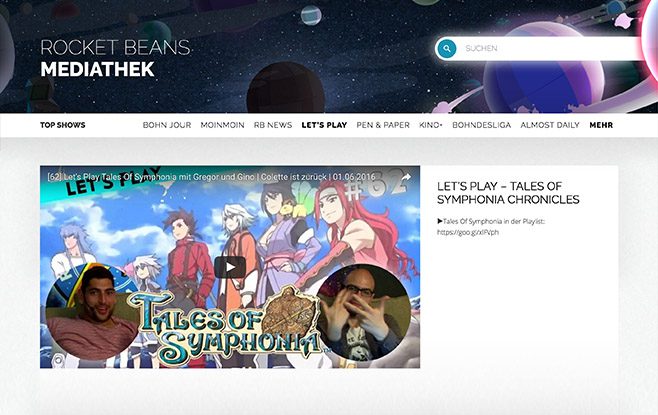 ROCKET BEANS
MEDIATHEK
SUCHEN
TOP SHOWS BOHN JOUR MOINMOIN RB NEWS LET'S PLAY PEN & PAPER KINO+ BOHNDESLIGA ALMOST DAILY MEHR
[62] Let's Play Tales Of Symphonia mit Gregor und Gino | Colette ist zurück | 01.06.2016
LET'S PLAY
#62
TALES OF
SYMPHONIA
LET'S PLAY – TALES OF
SYMPHONIA CHRONICLES
▶Tales Of Symphonia in der Playlist:
https://goo.gl/xlFVph